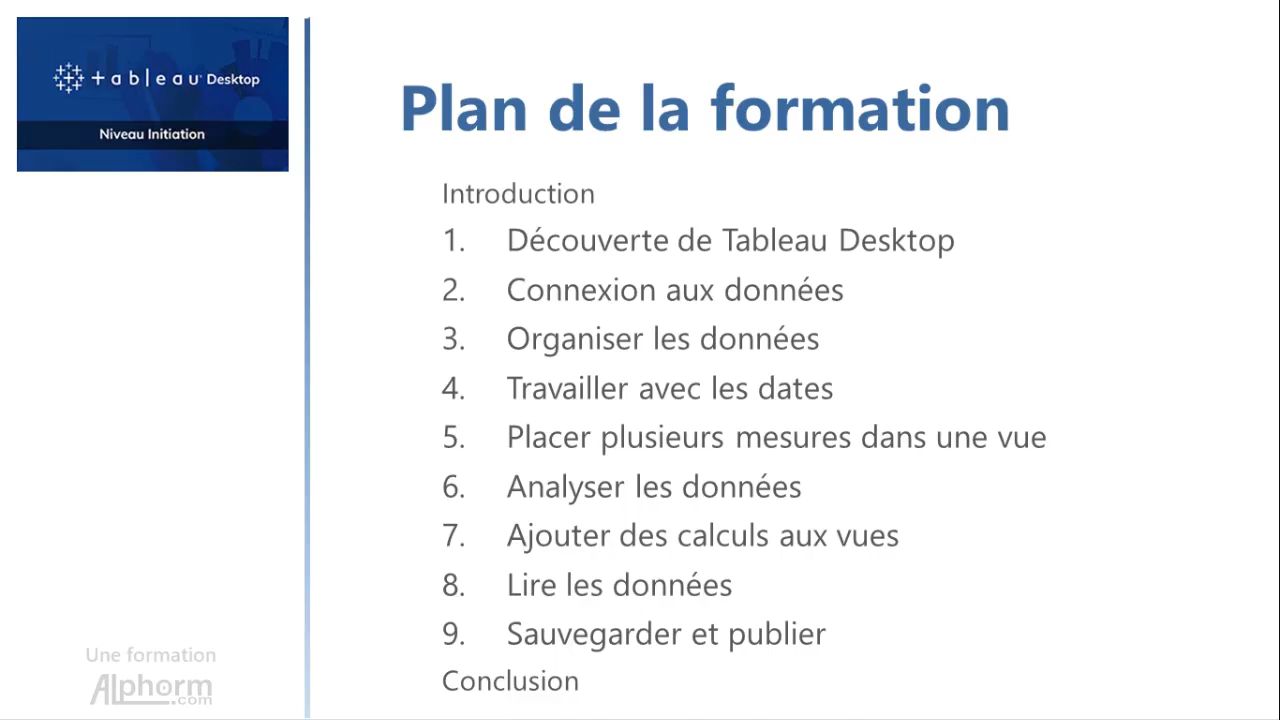 +ableau Desktop
Niveau Initiation
Plan de la formation
Introduction
1. Découverte de Tableau Desktop
2. Connexion aux données
3. Organiser les données
4. Travailler avec les dates
5. Placer plusieurs mesures dans une vue
6. Analyser les données
7. Ajouter des calculs aux vues
8. Lire les données
9. Sauvegarder et publier
Conclusion
Une formation
Alphorm
.com